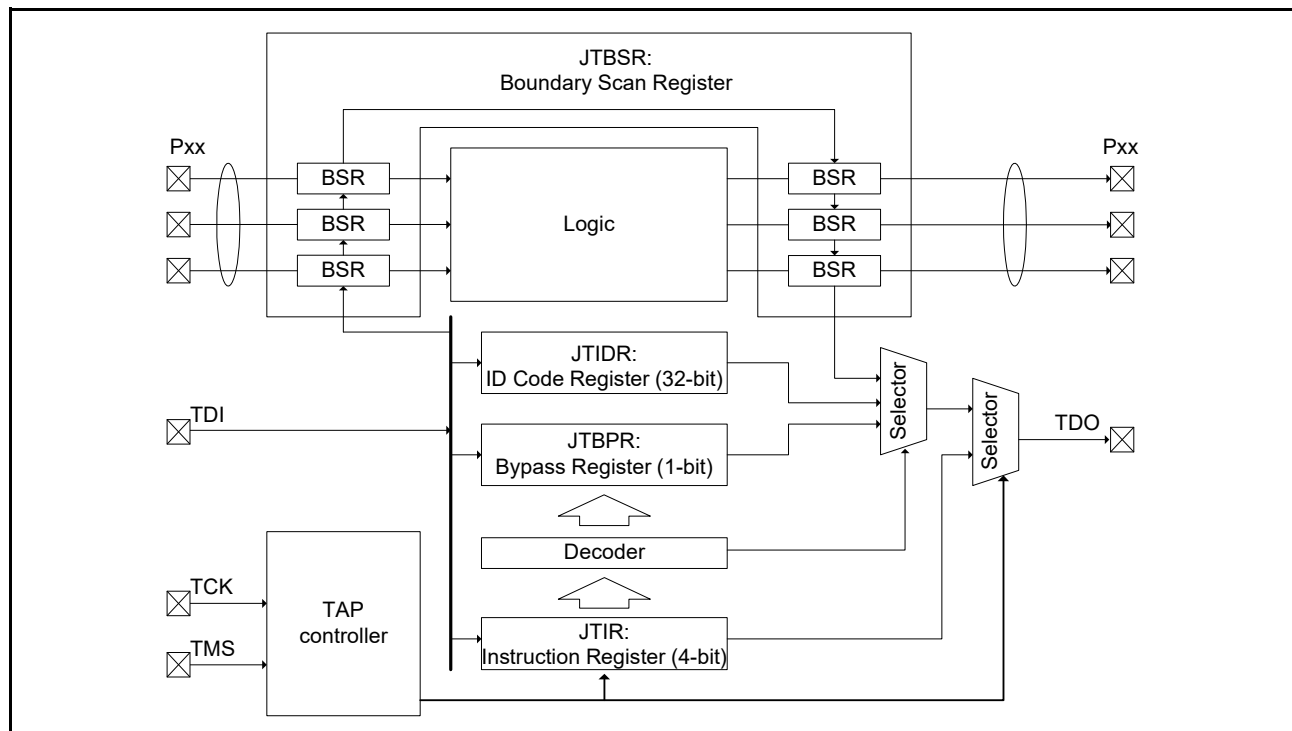 JTBSR:
Boundary Scan Register
Pxx
Pxx
BSR
BSR
BSR
BSR
Logic
BSR
BSR
JTIDR:
ID Code Register (32-bit)
Selector
Selector
TDI
TDO
JTBPR:
Bypass Register (1-bit)
Decoder
TCK
TMS
TAP
controller
JTIR:
Instruction Register (4-bit)